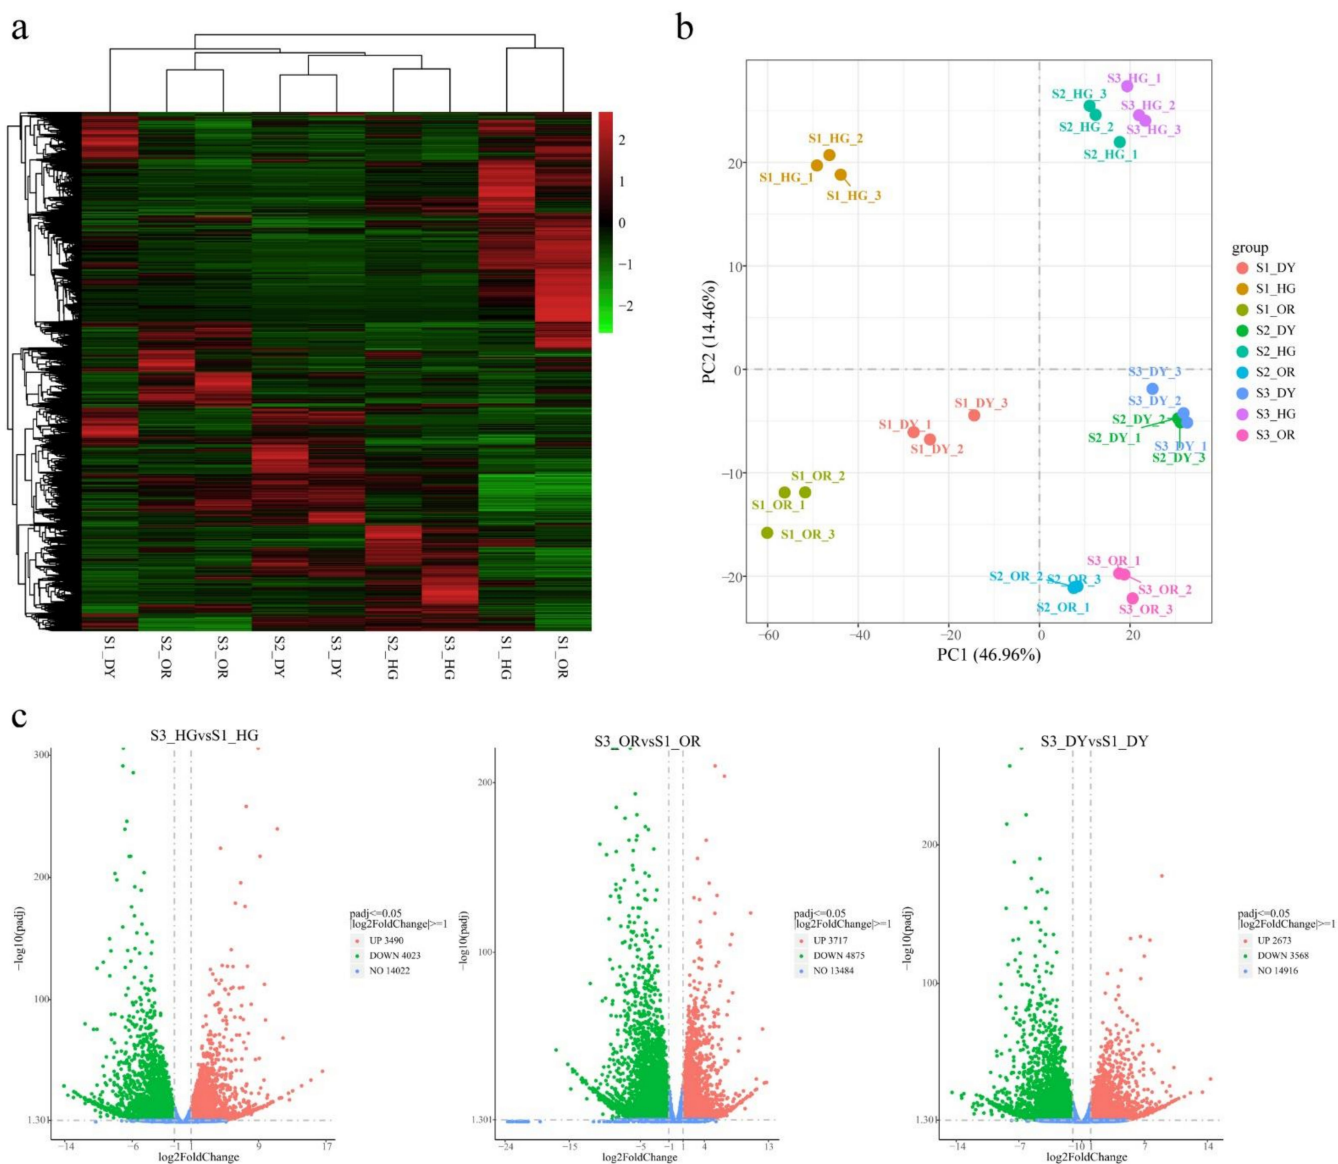 a
2
1
0
−1
−2
S1_DY
S2_OR
S3_OR
S2_DY
S3_DY
S2_HG
S3_HG
S1_HG
S1_OR
b
S3_HG_1
S2_HG_3
S3_HG_2
S2_HG_2
S3_HG_3
S2_HG_1
S1_HG_2
S1_HG_1
S1_HG_3
S3_DY_3
S3_DY_2
S2_DY_2
S2_DY_1
S3_DY_1
S2_DY_3
S1_DY_3
S1_DY_1
S1_DY_2
S1_OR_2
S1_OR_1
S1_OR_3
S3_OR_1
S2_OR_2
S2_OR_3
S3_OR_2
S2_OR_1
S3_OR_3
20
10
0
−10
−20
PC2 (14.46%)
−60
−40
−20
0
20
PC1 (46.96%)
group
S1_DY
S1_HG
S1_OR
S2_DY
S2_HG
S2_OR
S3_DY
S3_HG
S3_OR
c
S3_HGvsS1_HG
300
200
100
1.301
−log10(padj)
−14
−6
−1
1
9
17
log2FoldChange
padj<=0.05
|log2FoldChange|>=1
UP 3490
DOWN 4023
NO 14022
S3_ORvsS1_OR
200
100
1.301
−log10(padj)
−24
−15
−5
−1
1
4
13
log2FoldChange
padj<=0.05
|log2FoldChange|>=1
UP 3717
DOWN 4875
NO 13484
S3_DYvsS1_DY
200
100
1.301
−log10(padj)
−14
−7
−10
1
7
14
log2FoldChange
padj<=0.05
|log2FoldChange|>=1
UP 2673
DOWN 3568
NO 14916